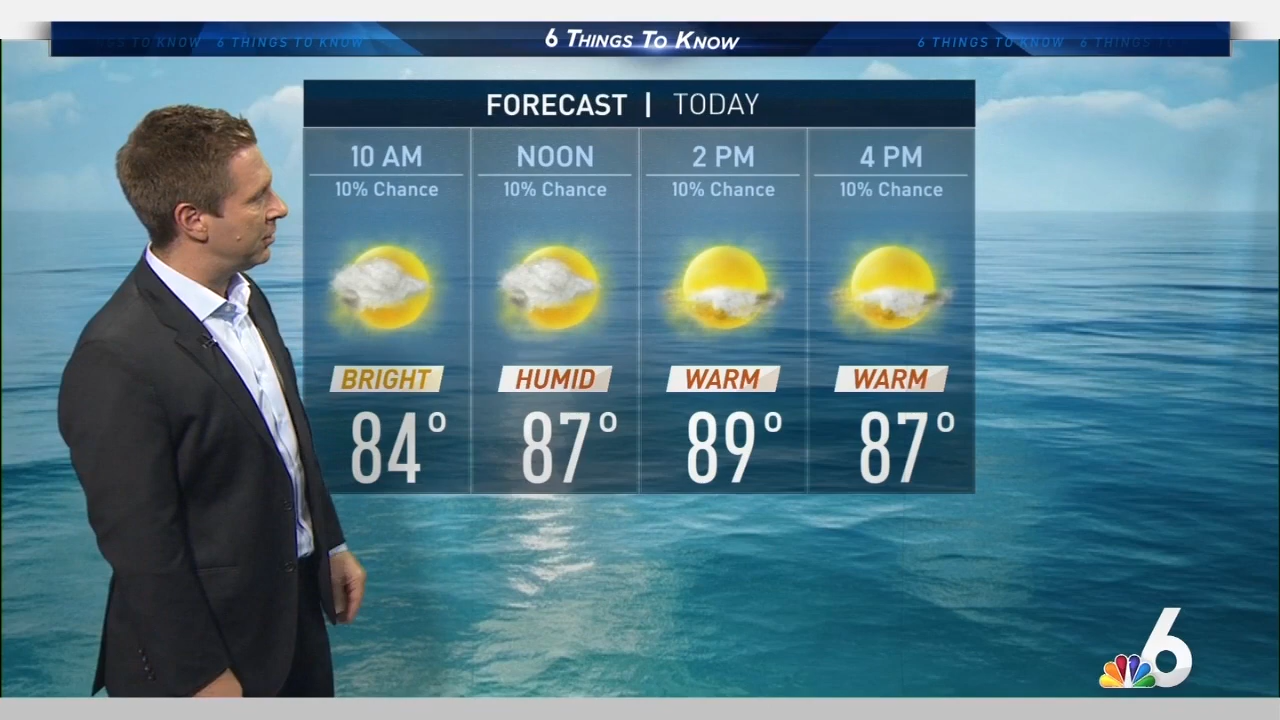 6 THINGS TO KNOW
GS TO KNOW 6 THINGS TO KNOW
6 THINGS TO KNOW 6 THINGS TO
FORECAST | TODAY
10 AM
10% Chance
BRIGHT
84°
NOON
10% Chance
HUMID
87°
2 PM
10% Chance
WARM
89°
4 PM
10% Chance
WARM
87°
6